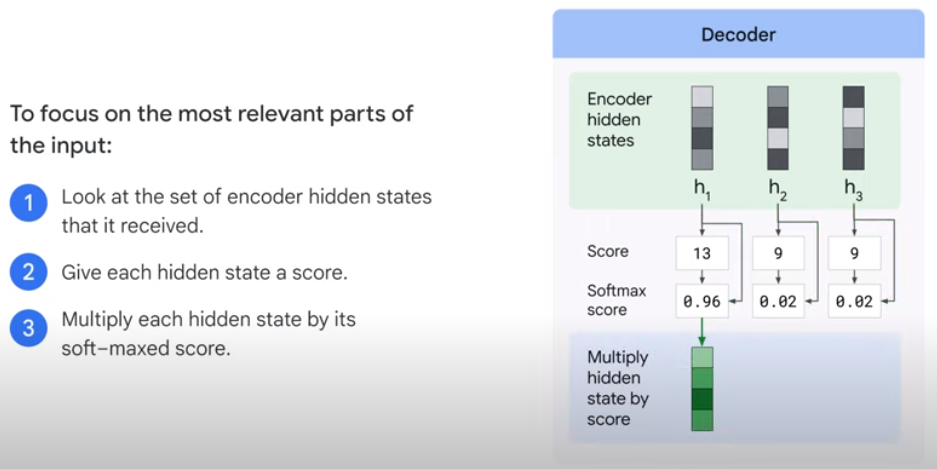 To focus on the most relevant parts of
the input:
1
Look at the set of encoder hidden states
that it received.
2
Give each hidden state a score.
3
Multiply each hidden state by its
soft-maxed score.
Decoder
Encoder
hidden
states
h1 h2 h3
Score
13 9 9
Softmax
score
0.96 0.02 0.02
Multiply
hidden
state by
score